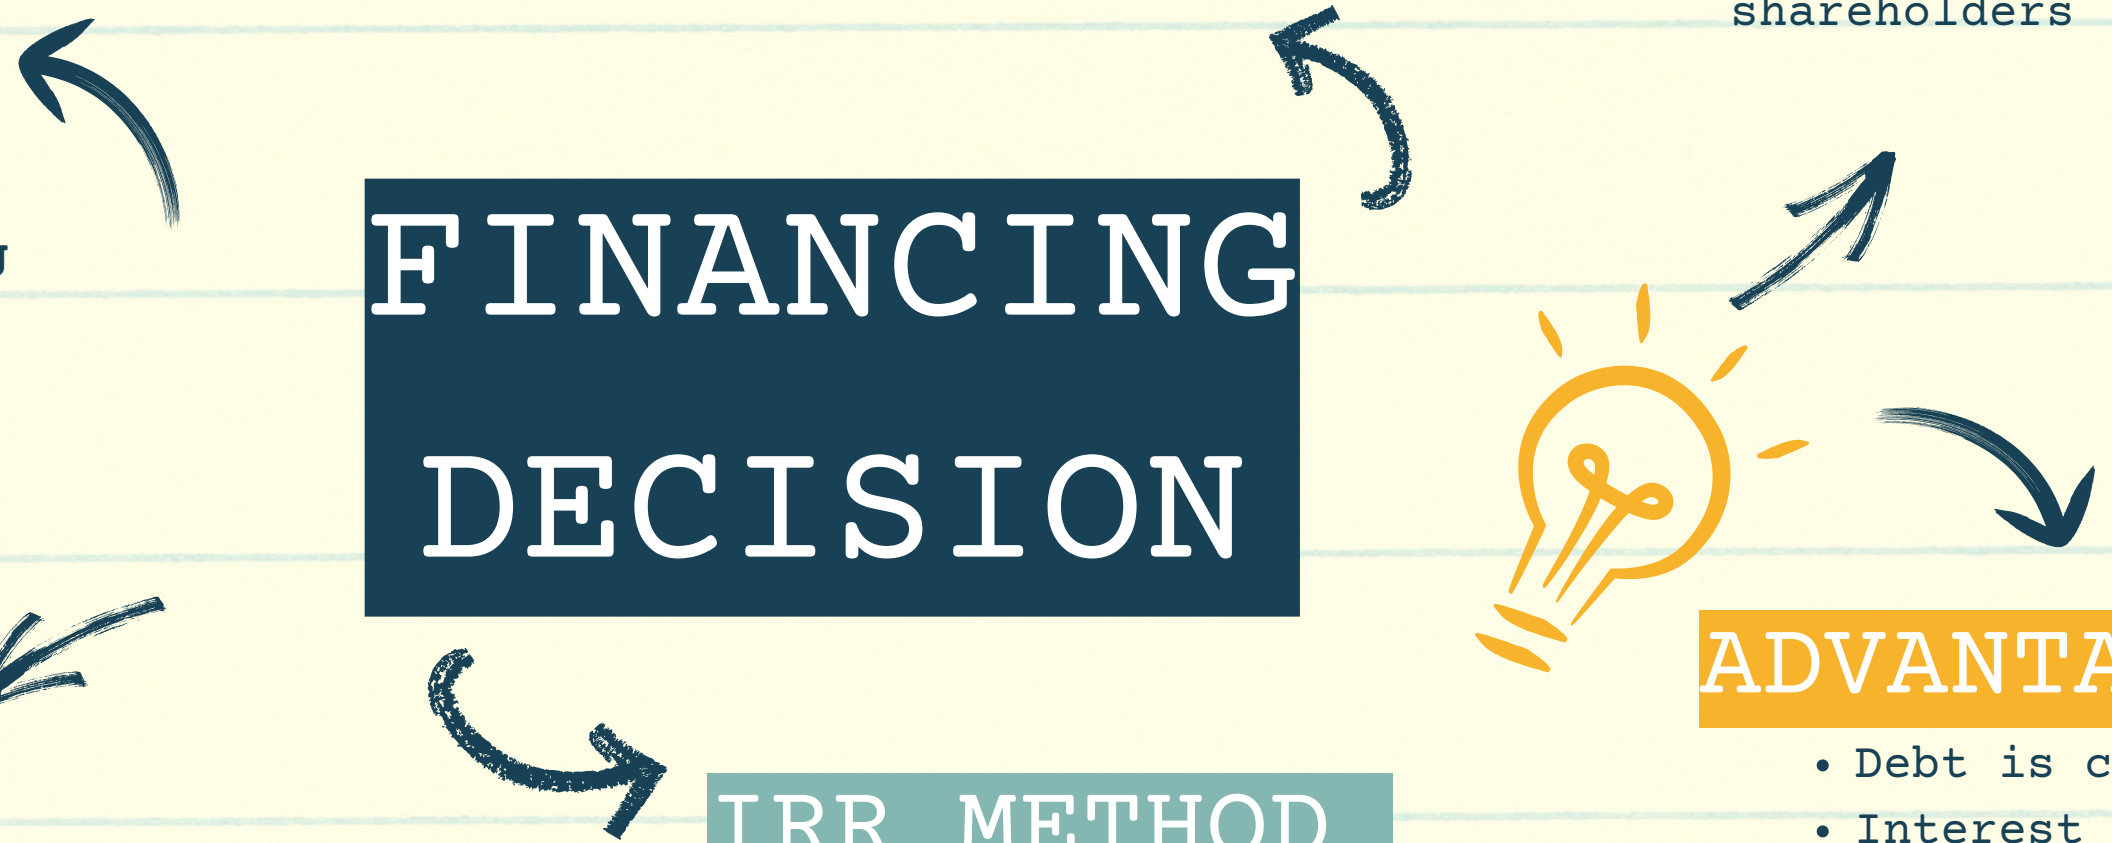 shareholders
FINANCING
DECISION
ADVANTA
• Debt is c
• Interest
IRR METHOD